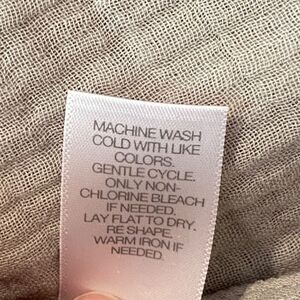 MACHINE WASH
COLD WITH LIKE
COLORS.
GENTLE CYCLE.
ONLY NON-
CHLORINE BLEACH
IF NEEDED.
LAY FLAT TO DRY.
RE SHAPE.
WARM IRON IF
NEEDED.